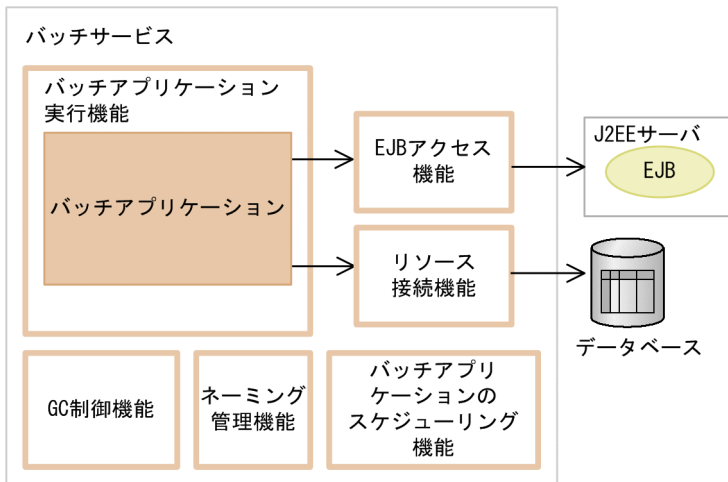 バッチサービス
バッチアプリケーション
実行機能
バッチアプリケーション
EJBアクセス
機能
J2EEサーバ
EJB
リソース
接続機能
データベース
GC制御機能
ネーミング
管理機能
バッチアプリ
ケーションの
スケジューリング
機能